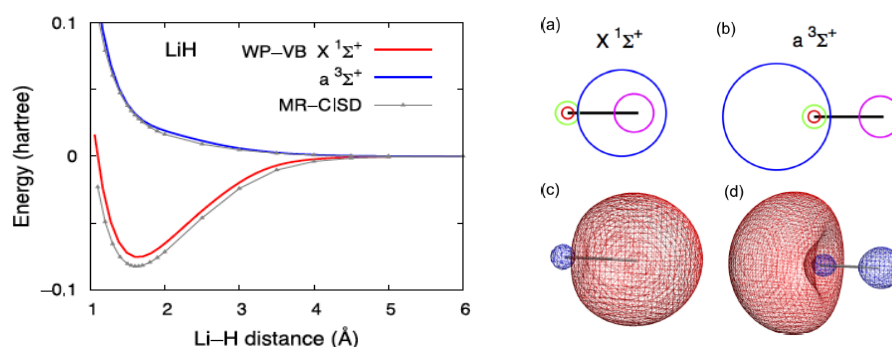 0.1
0
−0.1
Energy (hartree)
LiH
WP−VB X ¹Σ⁺
a ³Σ⁺
MR−CISD
1 2 3 4 5 6
Li−H distance (Å)
(a)
X ¹Σ⁺
(b)
a ³Σ⁺
(c)
(d)